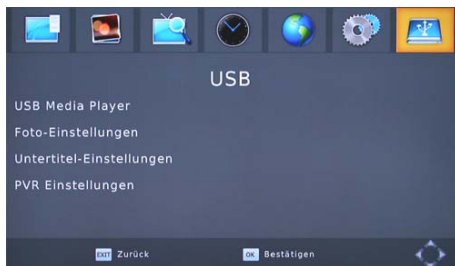 USB
USB Media Player
Foto-Einstellungen
Untertitel-Einstellungen
PVR Einstellungen
EXIT Zurück OK Bestätigen